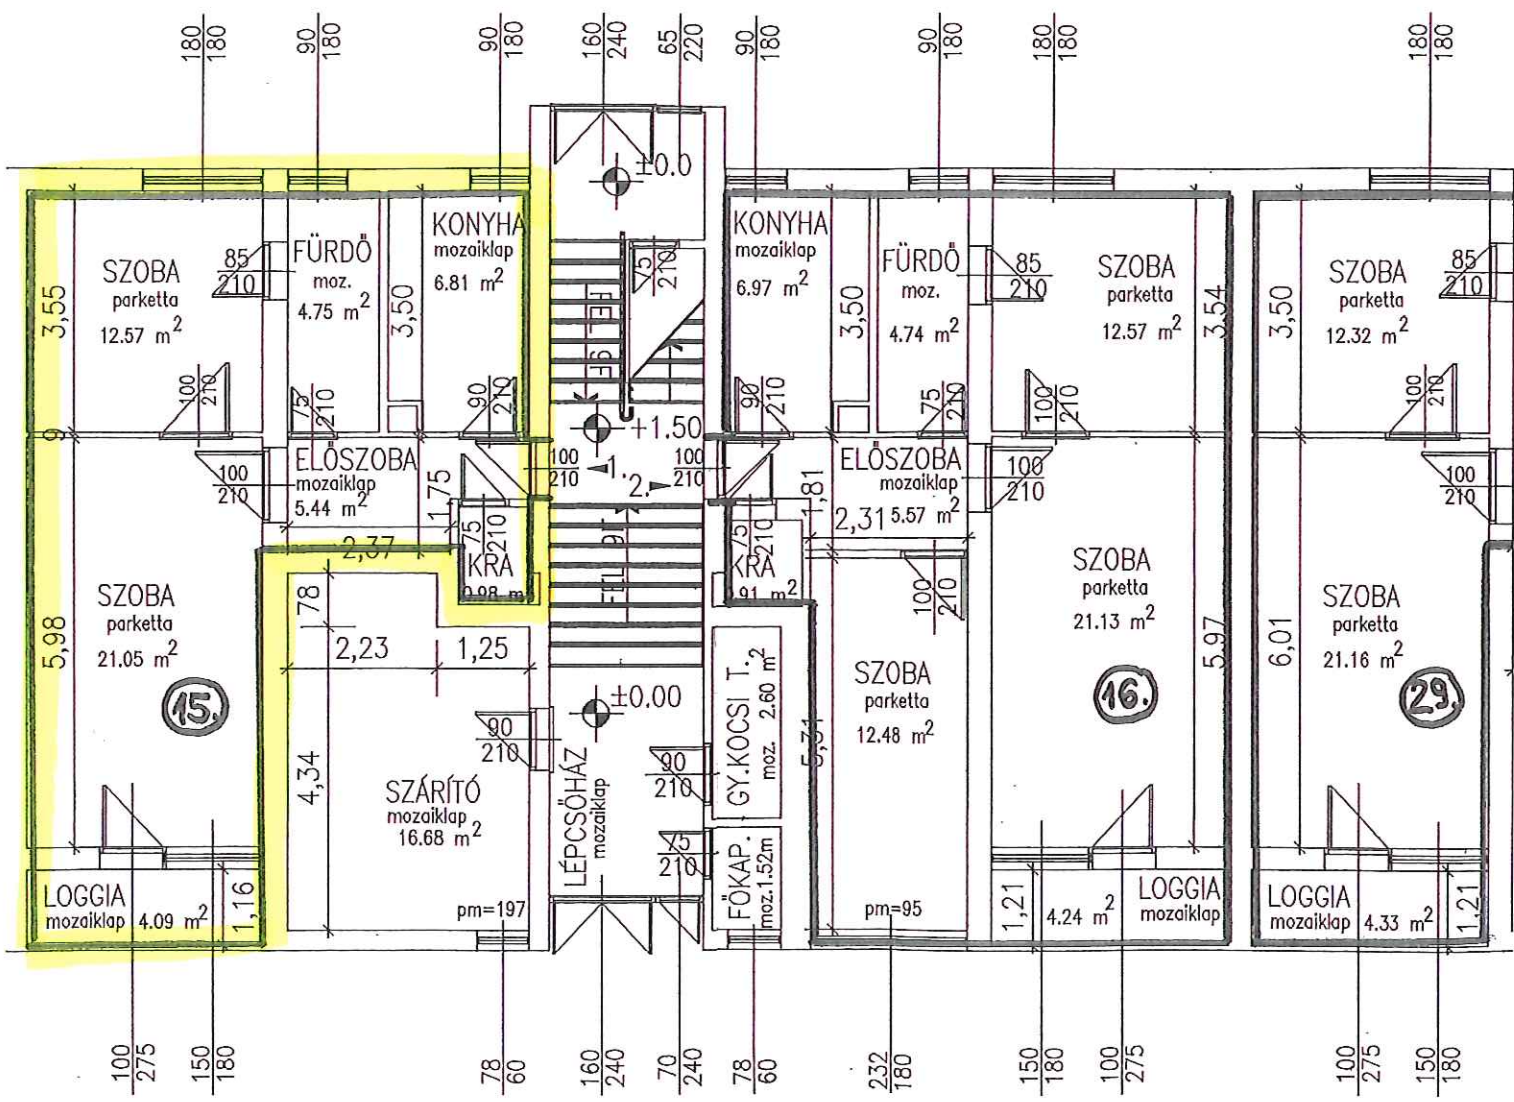 180
180
90
180
90
180
160
240
65
220
90
180
90
180
180
180
180
180
±0.0
SZOBA
parketta
12.57 m²
3,55
85
210
100
210
FÜRDŐ
moz.
4.75 m²
75
210
3,50
KONYHA
mozaiklap
6.81 m²
90
210
75
210
KONYHA
mozaiklap
6.97 m²
90
210
3,50
FÜRDŐ
moz.
4.74 m²
75
210
85
210
SZOBA
parketta
12.57 m²
3,54
100
210
3,50
SZOBA
parketta
12.32 m²
85
210
100
210
9
+1.50
100
210
ELŐSZOBA
mozaiklap
5.44 m²
1,75
2,37
100
210
1.
2.
100
210
75
210
KRA
0.98 m
75
210
KRA
.91 m²
1,81
ELŐSZOBA
mozaiklap
2,31
5.57 m²
100
210
100
210
100
210
SZOBA
parketta
21.05 m²
5,98
15.
78
2,23
1,25
4,34
SZÁRÍTÓ
mozaiklap
16.68 m²
pm=197
90
210
±0.00
LÉPCSŐHÁZ
mozaiklap
90
210
75
210
GY.KOCSI T.
moz. 2.60 m²
FŐKAP.
moz.1.52m
SZOBA
parketta
12.48 m²
pm=95
SZOBA
parketta
21.13 m²
5,97
16.
6,01
SZOBA
parketta
21.16 m²
29.
LOGGIA
mozaiklap 4.09 m²
1,16
1,21
4.24 m²
LOGGIA
mozaiklap
LOGGIA
mozaiklap 4.33 m²
1,21
100
275
150
180
78
60
160
240
70
240
78
60
232
180
150
180
100
275
100
275
150
180